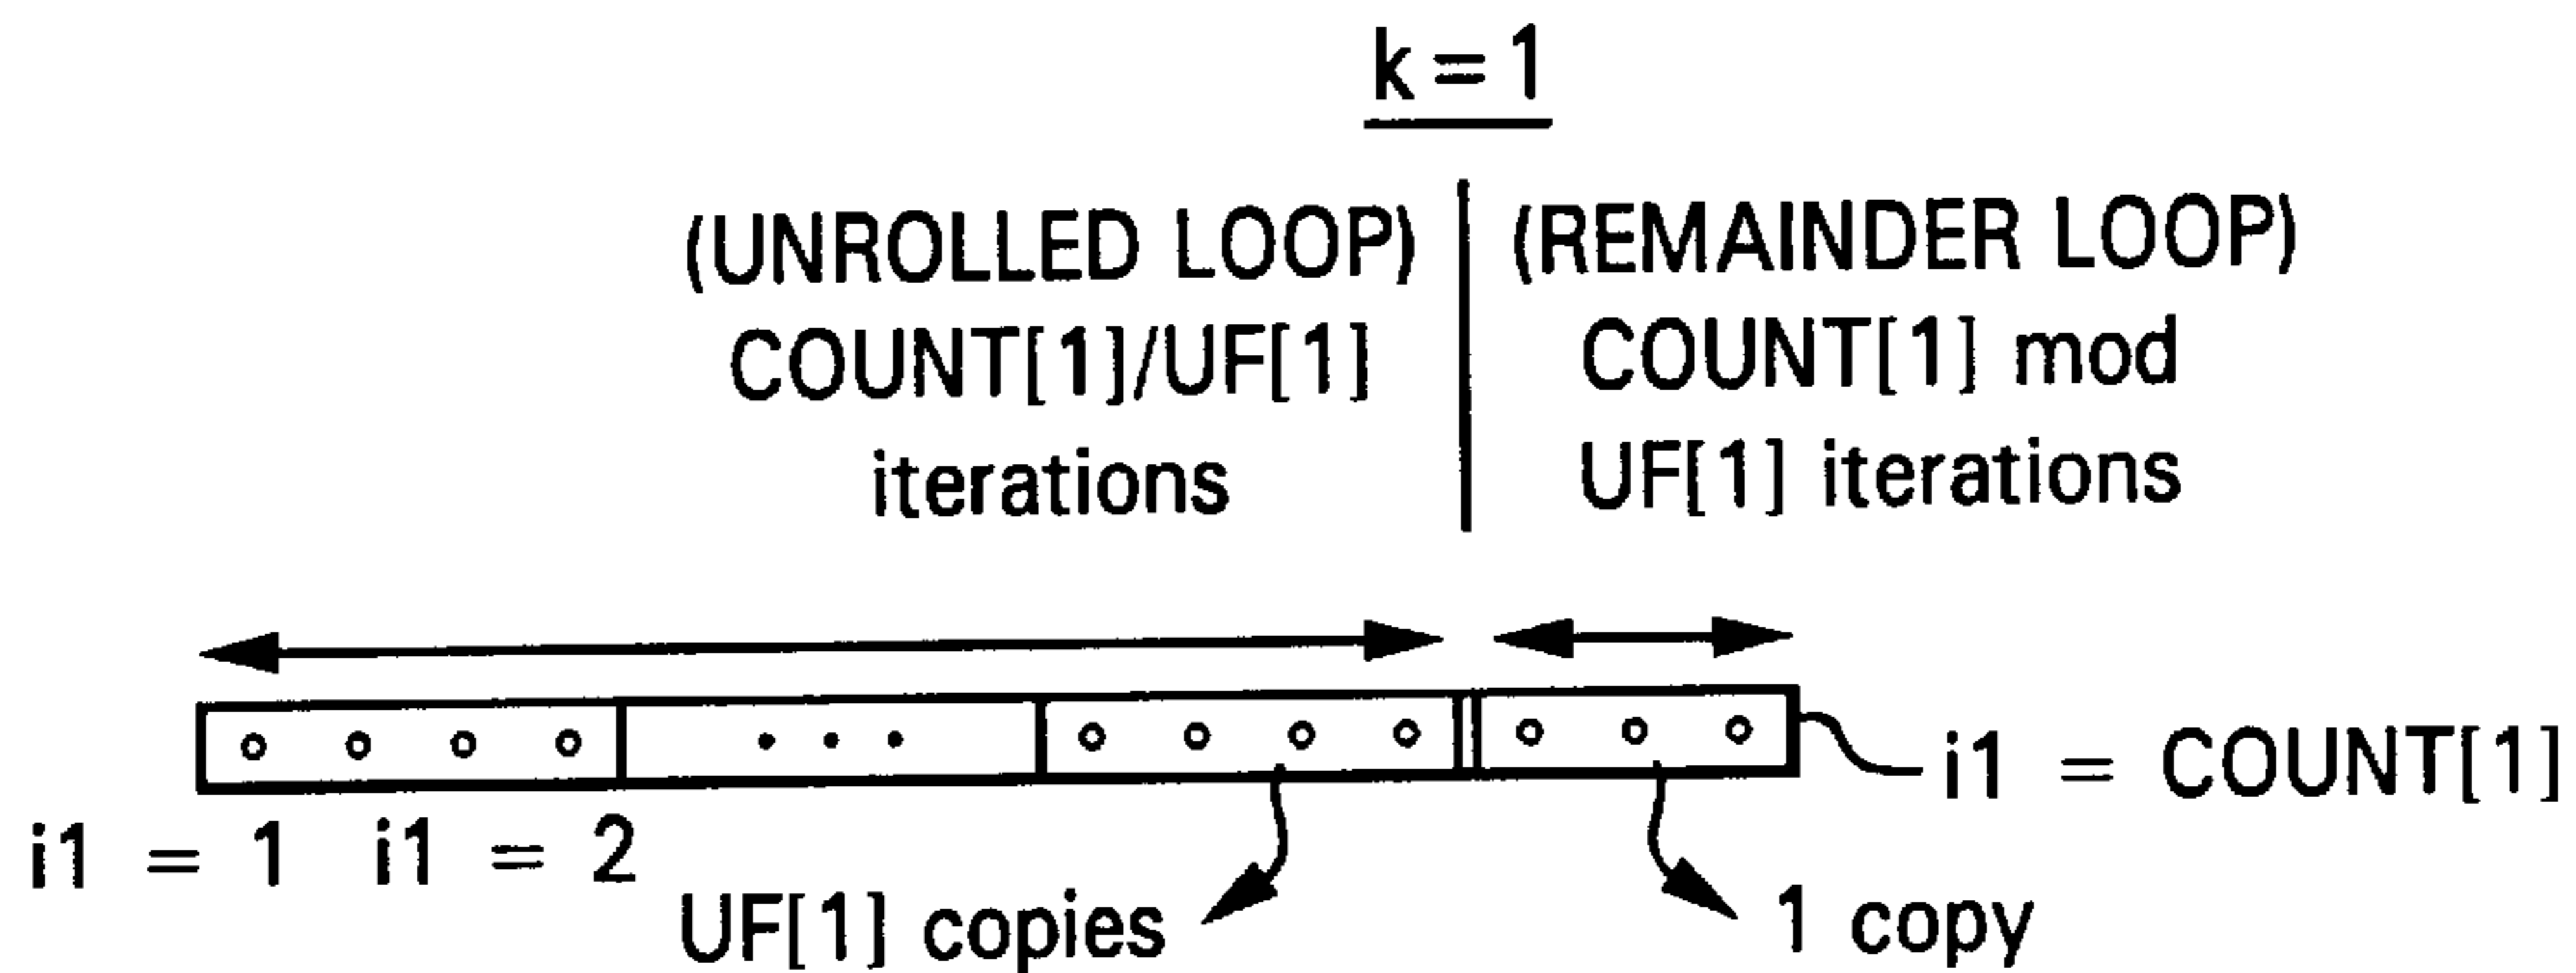 k = 1
(UNROLLED LOOP)
COUNT[1]/UF[1]
iterations
(REMAINDER LOOP)
COUNT[1] mod
UF[1] iterations
i1 = COUNT[1]
i1 = 1
i1 = 2
UF[1] copies
1 copy